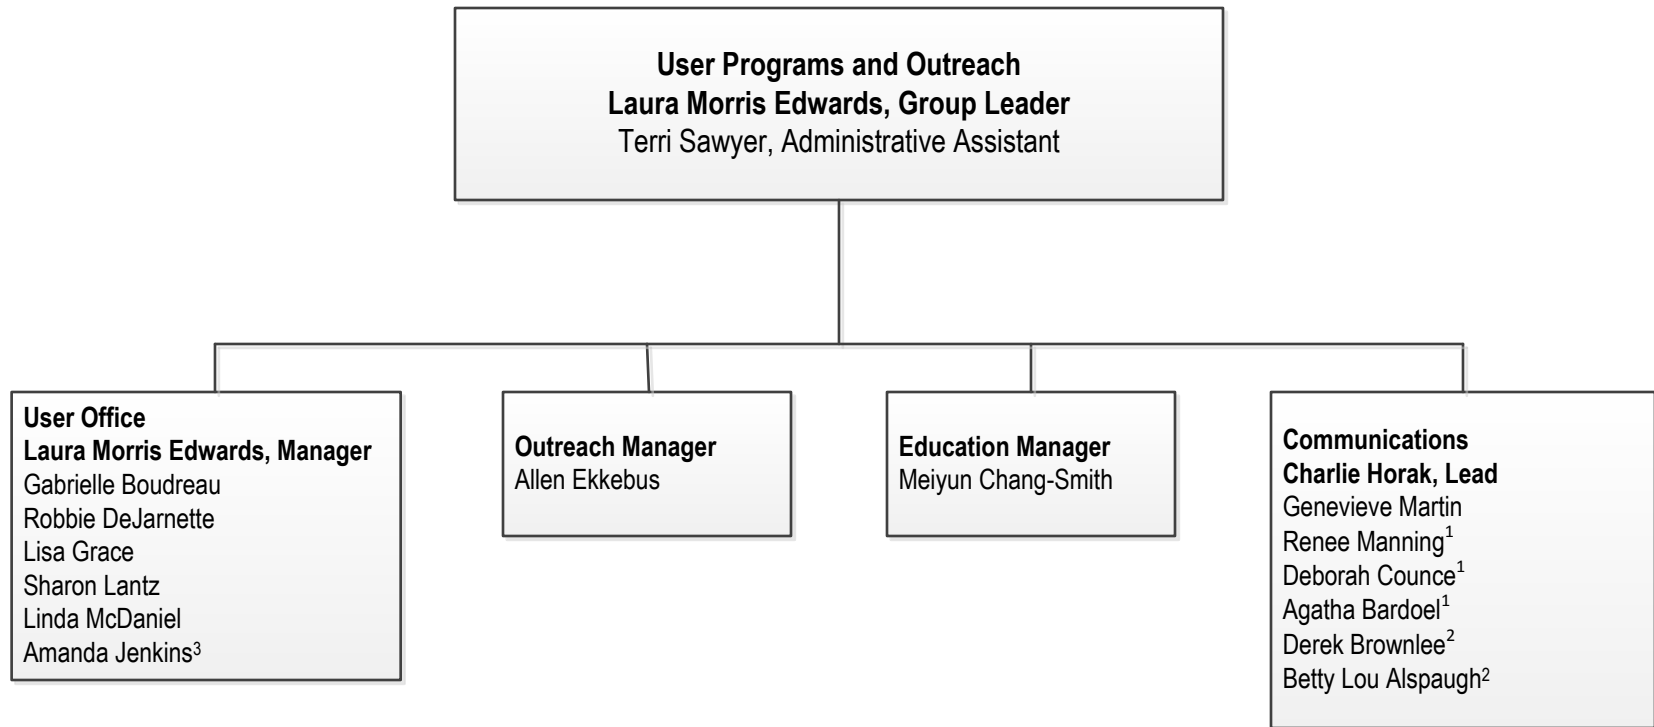 User Programs and Outreach
Laura Morris Edwards, Group Leader
Terri Sawyer, Administrative Assistant
User Office
Laura Morris Edwards, Manager
Gabrielle Boudreau
Robbie DeJarnette
Lisa Grace
Sharon Lantz
Linda McDaniel
Amanda Jenkins³
Outreach Manager
Allen Ekkebus
Education Manager
Meiyun Chang-Smith
Communications
Charlie Horak, Lead
Genevieve Martin
Renee Manning¹
Deborah Counce¹
Agatha Bardoel¹
Derek Brownlee²
Betty Lou Alspaugh²